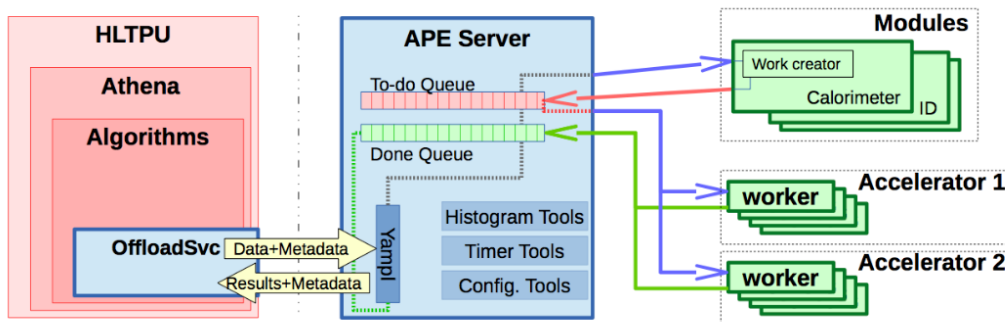 HLTPU
Athena
Algorithms
OffloadSvc
Data+Metadata
Results+Metadata
APE Server
To-do Queue
Done Queue
Yampl
Histogram Tools
Timer Tools
Config. Tools
Modules
Work creator
Calorimeter
ID
Accelerator 1
worker
Accelerator 2
worker